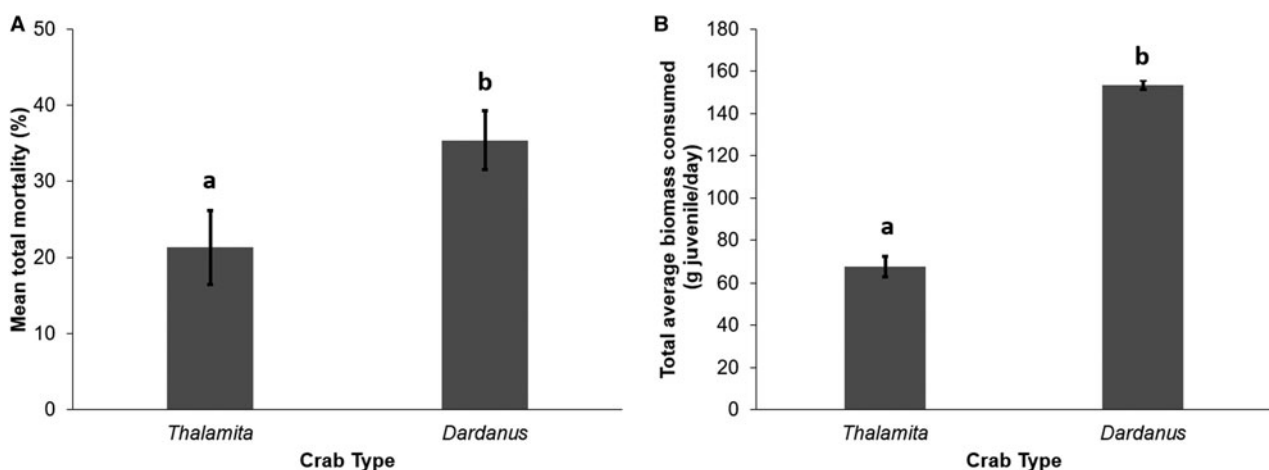 A
Mean total mortality (%)
50
40
30
20
10
0
a
b
Thalamita
Dardanus
Crab Type
B
Total average biomass consumed
(g juvenile/day)
180
160
140
120
100
80
60
40
20
0
a
b
Thalamita
Dardanus
Crab Type